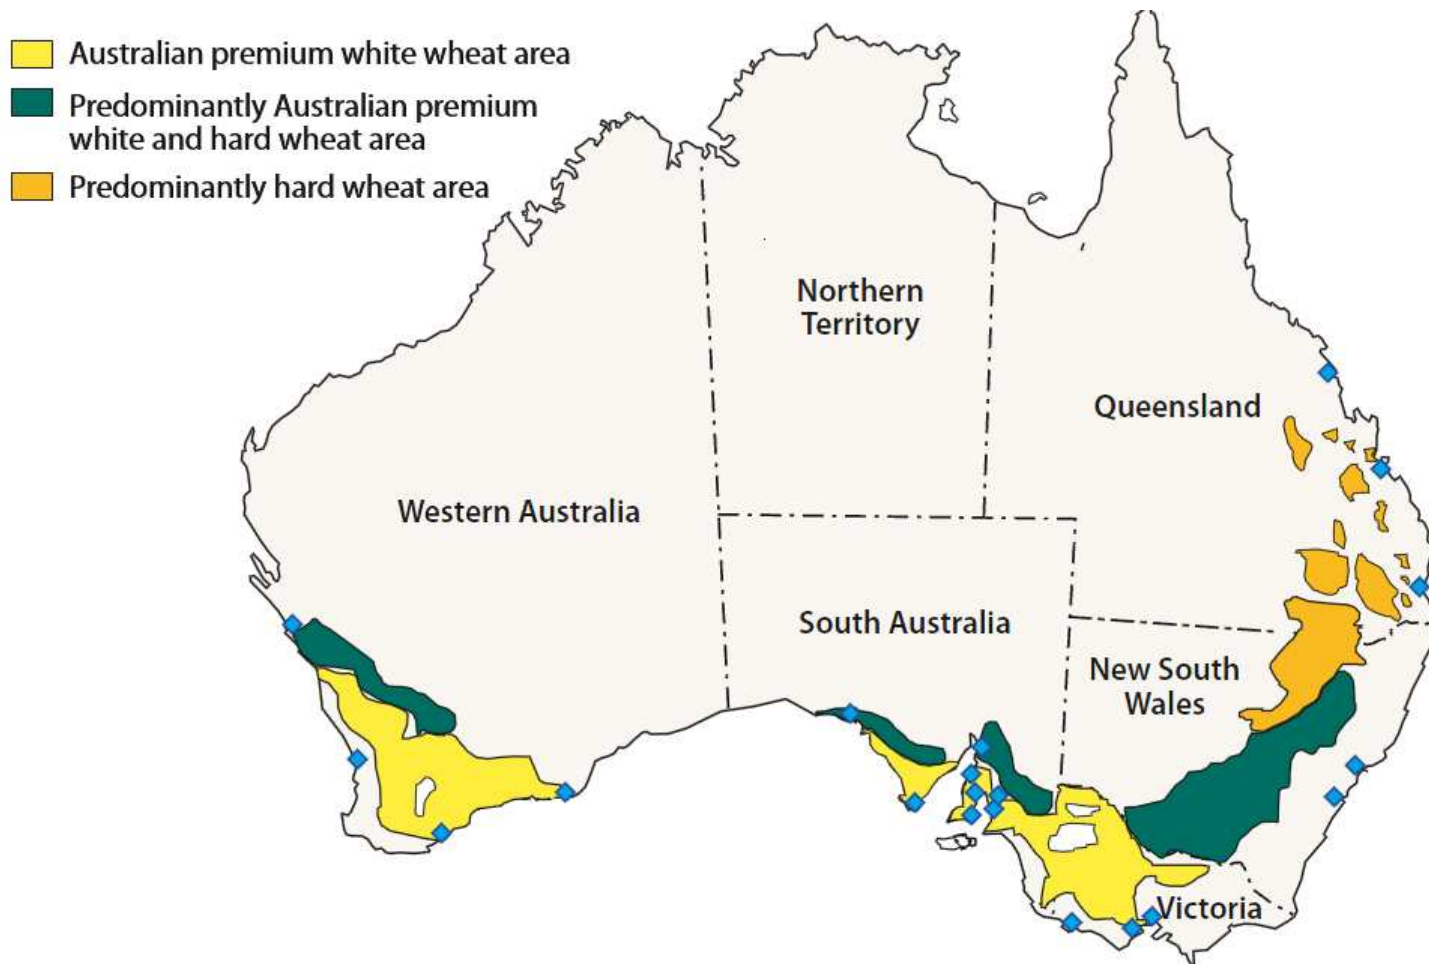 Australian premium white wheat area
Predominantly Australian premium
white and hard wheat area
Predominantly hard wheat area
Northern
Territory
Queensland
Western Australia
South Australia
New South
Wales
Victoria